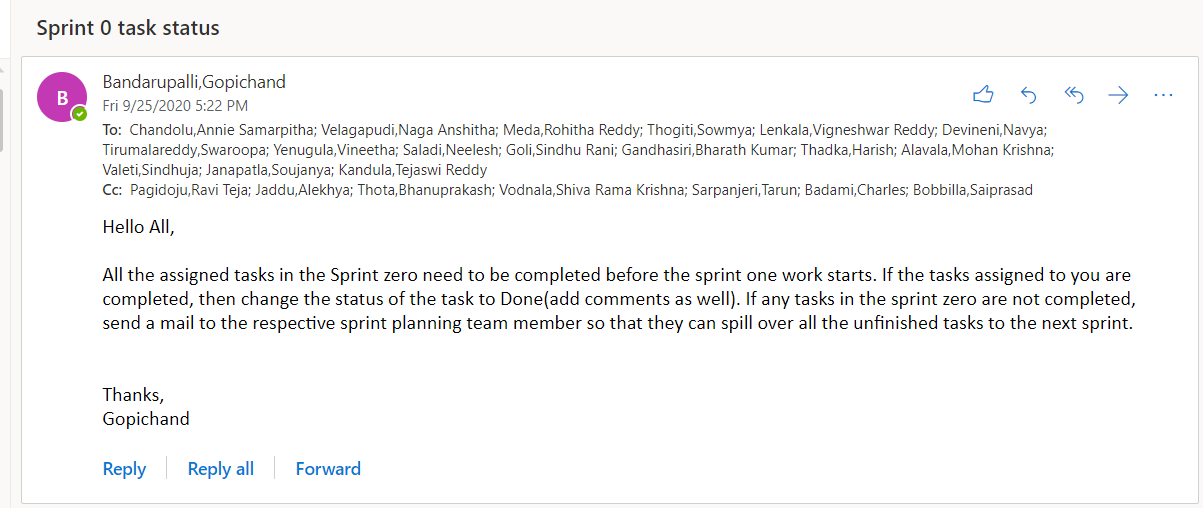 Sprint 0 task status
B
Bandarupalli,Gopichand
Fri 9/25/2020 5:22 PM
To: Chandolu,Annie Samarpitha; Velagapudi,Naga Anshitha; Meda,Rohitha Reddy; Thogiti,Sowmya; Lenkala,Vigneshwar Reddy; Devineni,Navya;
Tirumalareddy,Swaroopa; Yenugula,Vineetha; Saladi,Neelesh; Goli,Sindhu Rani; Gandhasiri,Bharath Kumar; Thadka,Harish; Alavala,Mohan Krishna;
Valeti,Sindhuja; Janapatla,Soujanya; Kandula,Tejaswi Reddy
Cc: Pagidoju,Ravi Teja; Jaddu,Alekhya; Thota,Bhanuprakash; Vodnala,Shiva Rama Krishna; Sarpanjeri,Tarun; Badami,Charles; Bobbilla,Saiprasad
Hello All,
All the assigned tasks in the Sprint zero need to be completed before the sprint one work starts. If the tasks assigned to you are
completed, then change the status of the task to Done(add comments as well). If any tasks in the sprint zero are not completed,
send a mail to the respective sprint planning team member so that they can spill over all the unfinished tasks to the next sprint.
Thanks,
Gopichand
Reply
Reply all
Forward